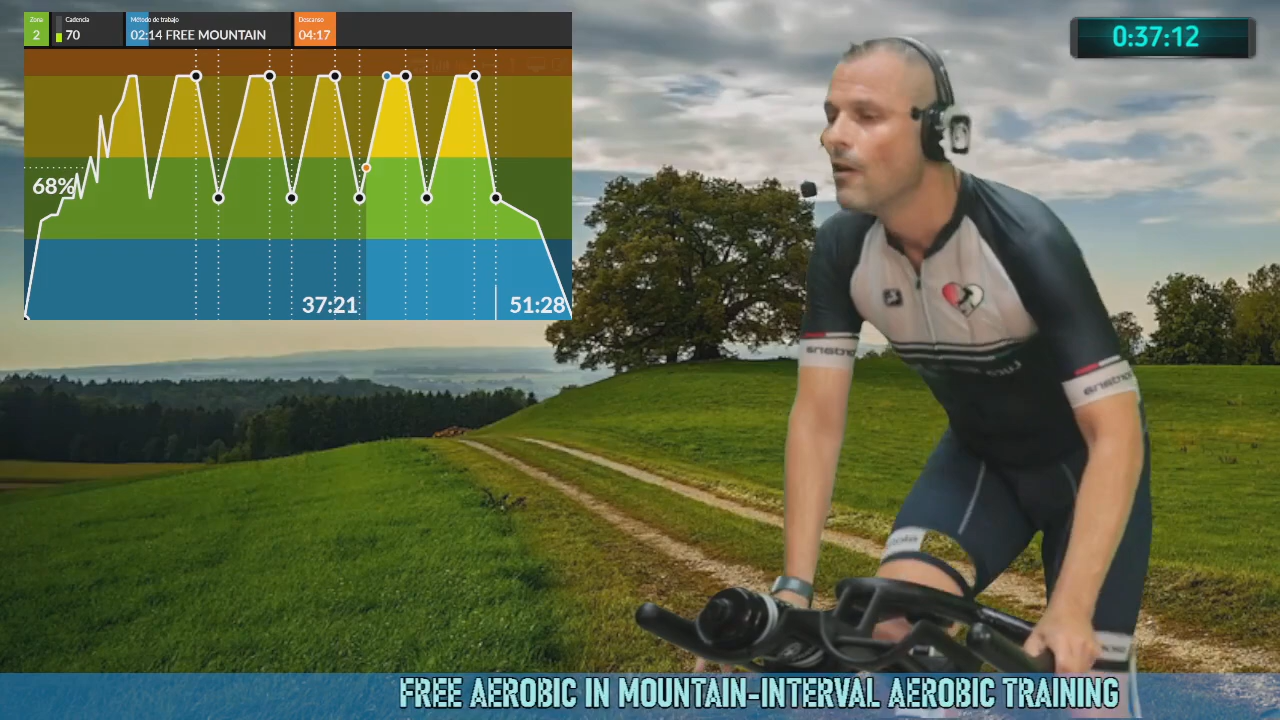 Zona
2
Cadencia
70
Método de trabajo
02:14 FREE MOUNTAIN
Descanso
04:17
0:37:12
68%
37:21
51:28
FREE AEROBIC IN MOUNTAIN-INTERVAL AEROBIC TRAINING